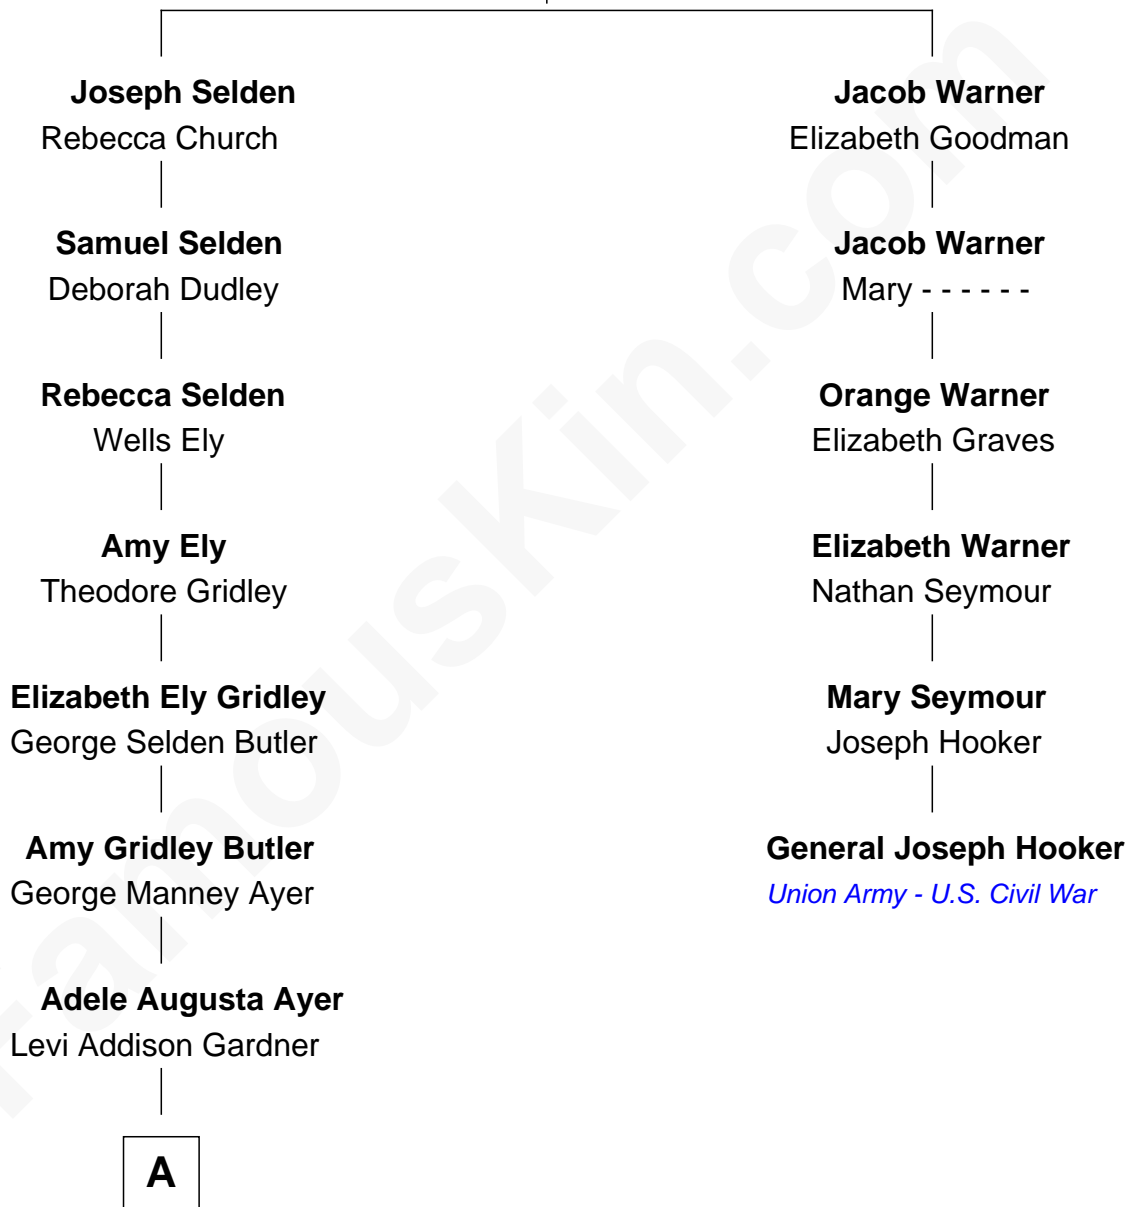 Joseph Selden
Rebecca Church
Samuel Selden
Deborah Dudley
Rebecca Selden
Wells Ely
Amy Ely
Theodore Gridley
Elizabeth Ely Gridley
George Selden Butler
Amy Gridley Butler
George Manney Ayer
Adele Augusta Ayer
Levi Addison Gardner
A
Jacob Warner
Elizabeth Goodman
Jacob Warner
Mary - - - - - -
Orange Warner
Elizabeth Graves
Elizabeth Warner
Nathan Seymour
Mary Seymour
Joseph Hooker
General Joseph Hooker
Union Army - U.S. Civil War
FamousKin.com